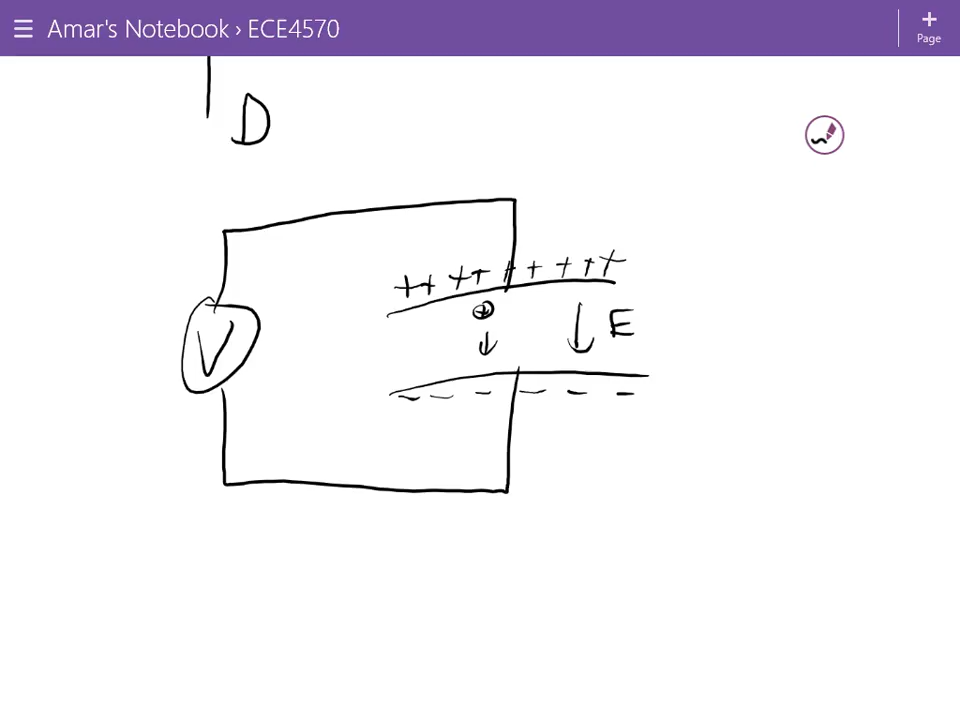 Amar's Notebook › ECE4570
+
Page
D
V
++ ++ + + + + +
+
E
- - - - - -